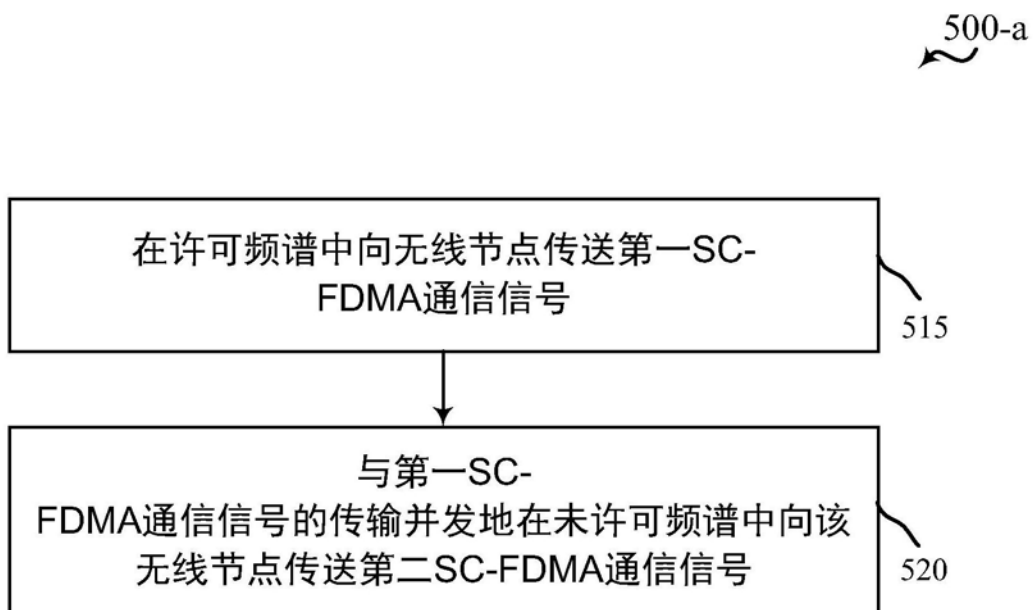 500-a
在许可频谱中向无线节点传送第一SC-
FDMA通信信号
515
与第一SC-
FDMA通信信号的传输并发地在未许可频谱中向该
无线节点传送第二SC-FDMA通信信号
520